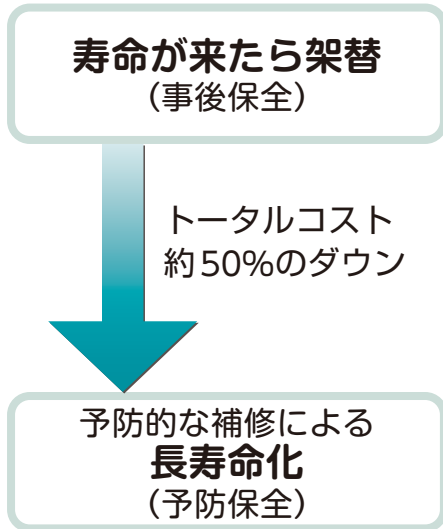 寿命が来たら架替
（事後保全）
トータルコスト
約50%のダウン
予防的な補修による
長寿命化
（予防保全）